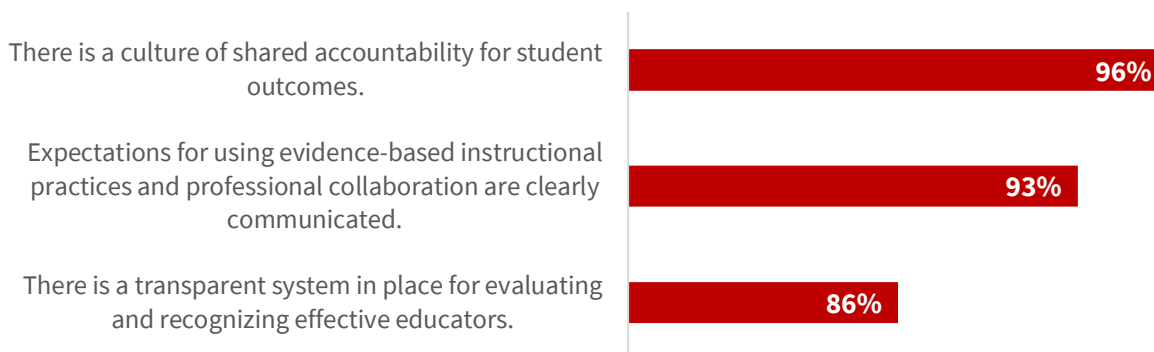 There is a culture of shared accountability for student
outcomes.
96%
Expectations for using evidence-based instructional
practices and professional collaboration are clearly
communicated.
93%
There is a transparent system in place for evaluating
and recognizing effective educators.
86%